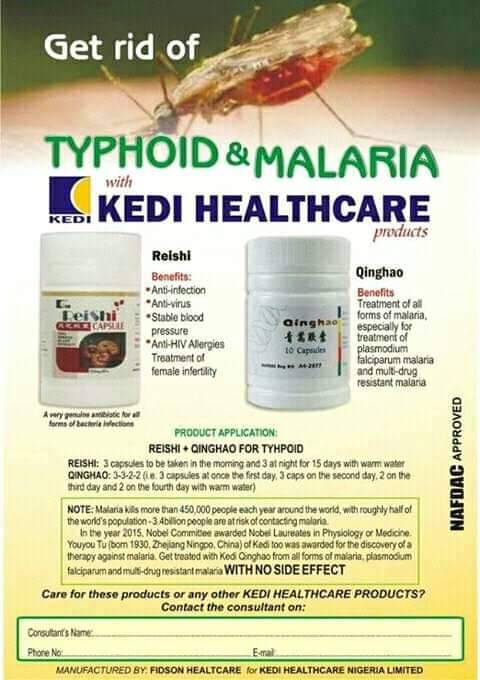 Get rid of
TYPHOID & MALARIA
with
KEDI
KEDI HEALTHCARE
products
Reishi
Benefits:
•Anti-infection
•Anti-virus
•Stable blood
pressure
•Anti-HIV Allergies
Treatment of
female infertility
ReiShi
CAPSULE
A very genuine antibiotic for all
forms of bacteria infections
Qinghao
青蒿胶囊
10 Capsules
Qinghao
Benefits
Treatment of all
forms of malaria,
especially for
treatment of
plasmodium
falciparum malaria
and multi-drug
resistant malaria
NAFDAC APPROVED
PRODUCT APPLICATION:
REISHI + QINGHAO FOR TYHPOID
REISHI: 3 capsules to be taken in the morning and 3 at night for 15 days with warm water
QINGHAO: 3-3-2-2 (i.e. 3 capsules at once the first day, 3 caps on the second day, 2 on the
third day and 2 on the fourth day with warm water)
NOTE: Malaria kills more than 450,000 people each year around the world, with roughly half of
the world's population - 3.4billion people are at risk of contacting malaria.
In the year 2015, Nobel Committee awarded Nobel Laureates in Physiology or Medicine.
Youyou Tu (born 1930, Zhejiang Ningpo, China) of Kedi too was awarded for the discovery of a
therapy against malaria. Get treated with Kedi Qinghao from all forms of malaria, plasmodium
falciparum and multi-drug resistant malaria WITH NO SIDE EFFECT
Care for these products or any other KEDI HEALTHCARE PRODUCTS?
Contact the consultant on:
Consultant's Name:
Phone No: E-mail:
MANUFACTURED BY: FIDSON HEALTCARE for KEDI HEALTHCARE NIGERIA LIMITED